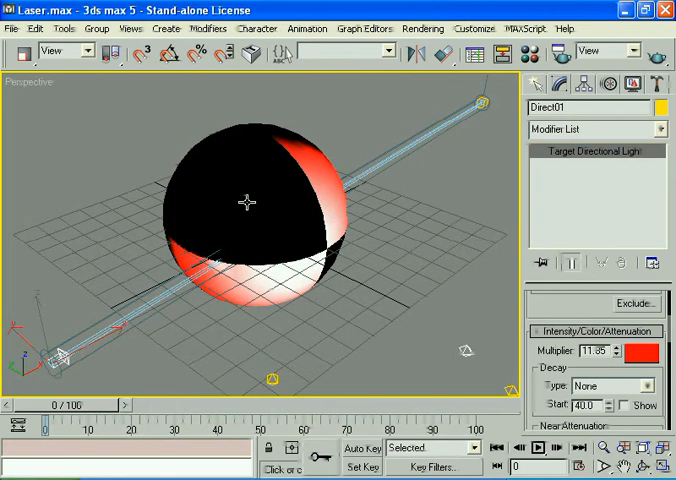 Laser.max - 3ds max 5 - Stand-alone License
File Edit Tools Group Views Create Modifiers Character Animation Graph Editors Rendering Customize MAXScript Help
View
View
Perspective
Direct01
Modifier List
Target Directional Light
Exclude...
Intensity/Color/Attenuation
Multiplier: 11.85
Decay
Type: None
Start: 40.0 Show
Near Attenuation
z
x
z
0 / 100
0 10 20 30 40 50 60 70 80 90 100
Auto Key Selected.
Click or c Set Key Key Filters... 0